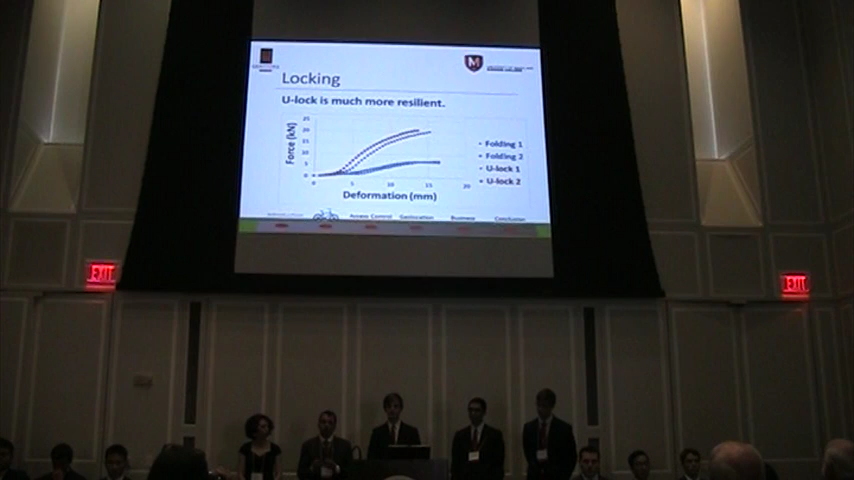 Locking
U-lock is much more resilient.
Force (kN)
25
20
15
10
5
0
0 5 10 15 20
Deformation (mm)
Folding 1
Folding 2
U-lock 1
U-lock 2
Access Control Geolocation Business Conclusion
M
EXIT
EXIT